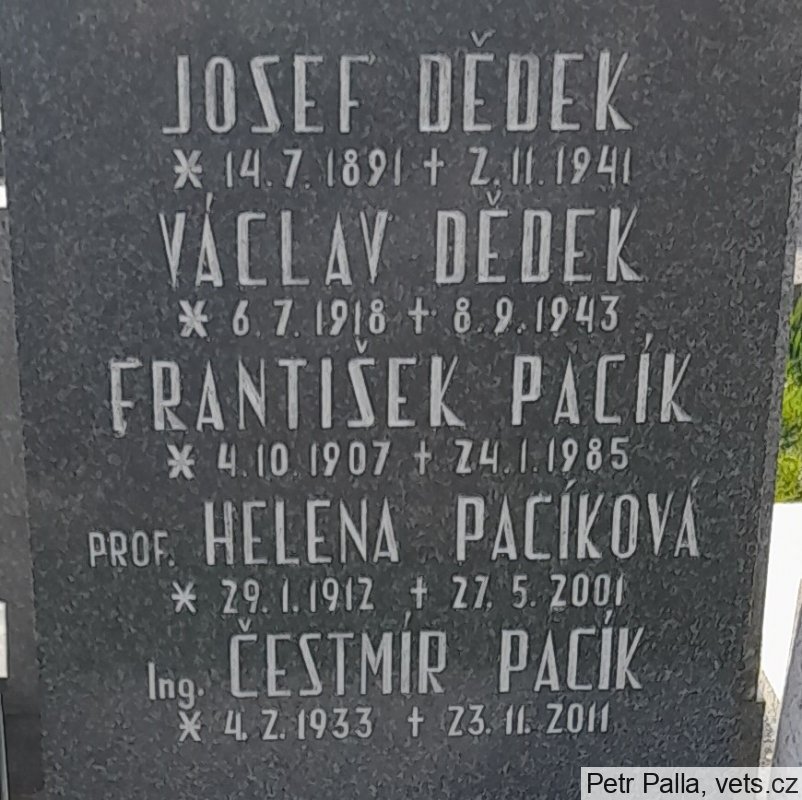 JOSEF DĚDEK
* 14.7.1891 † 2.11.1941
VÁCLAV DĚDEK
* 6.7.1918 † 8.9.1943
FRANTIŠEK PACÍK
* 4.10.1907 † 24.1.1985
PROF. HELENA PACÍKOVÁ
* 29.1.1912 † 27.5.2001
Ing. ČESTMÍR PACÍK
* 4.2.1933 † 23.11.2011
Petr Palla, vets.cz